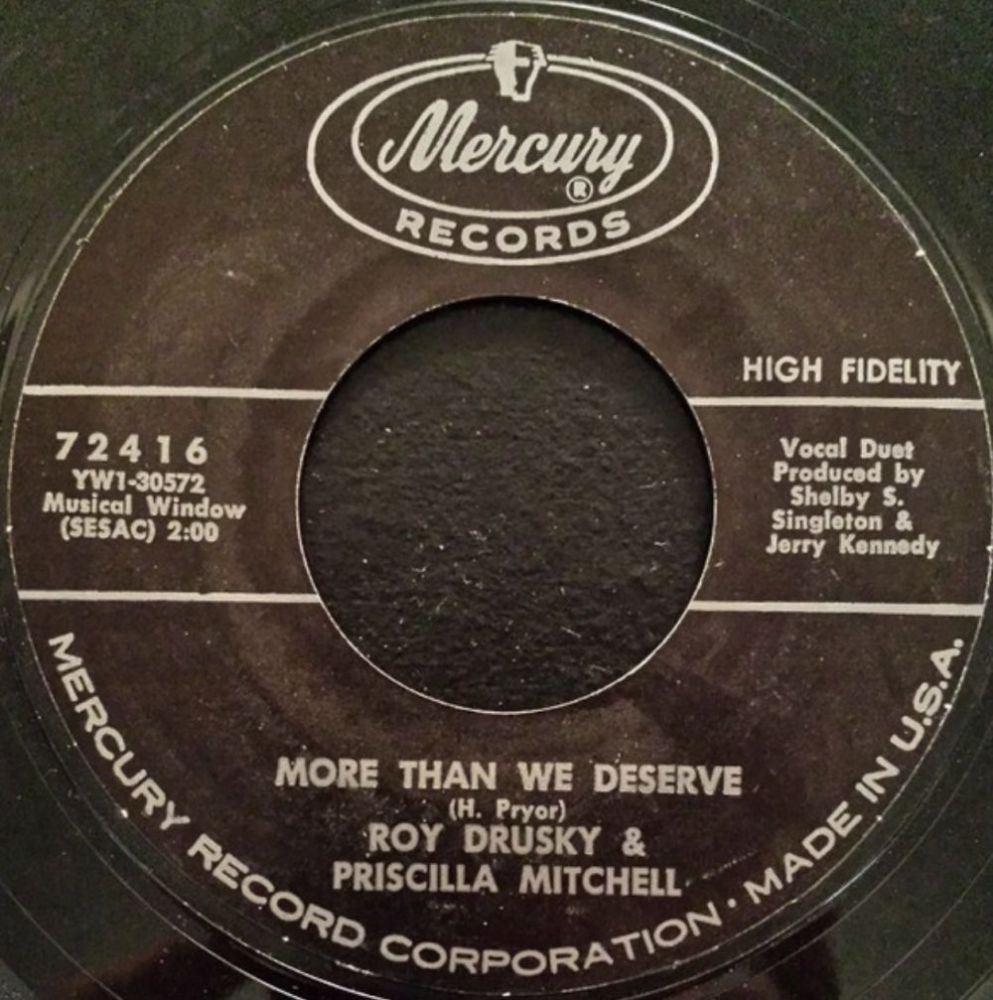 Mercury
®
RECORDS
HIGH FIDELITY
72416
YW1-30572
Musical Window
(SESAC) 2:00
Vocal Duet
Produced by
Shelby S.
Singleton &
Jerry Kennedy
MORE THAN WE DESERVE
(H. Pryor)
ROY DRUSKY &
PRISCILLA MITCHELL
MERCURY RECORD CORPORATION • MADE IN U.S.A.